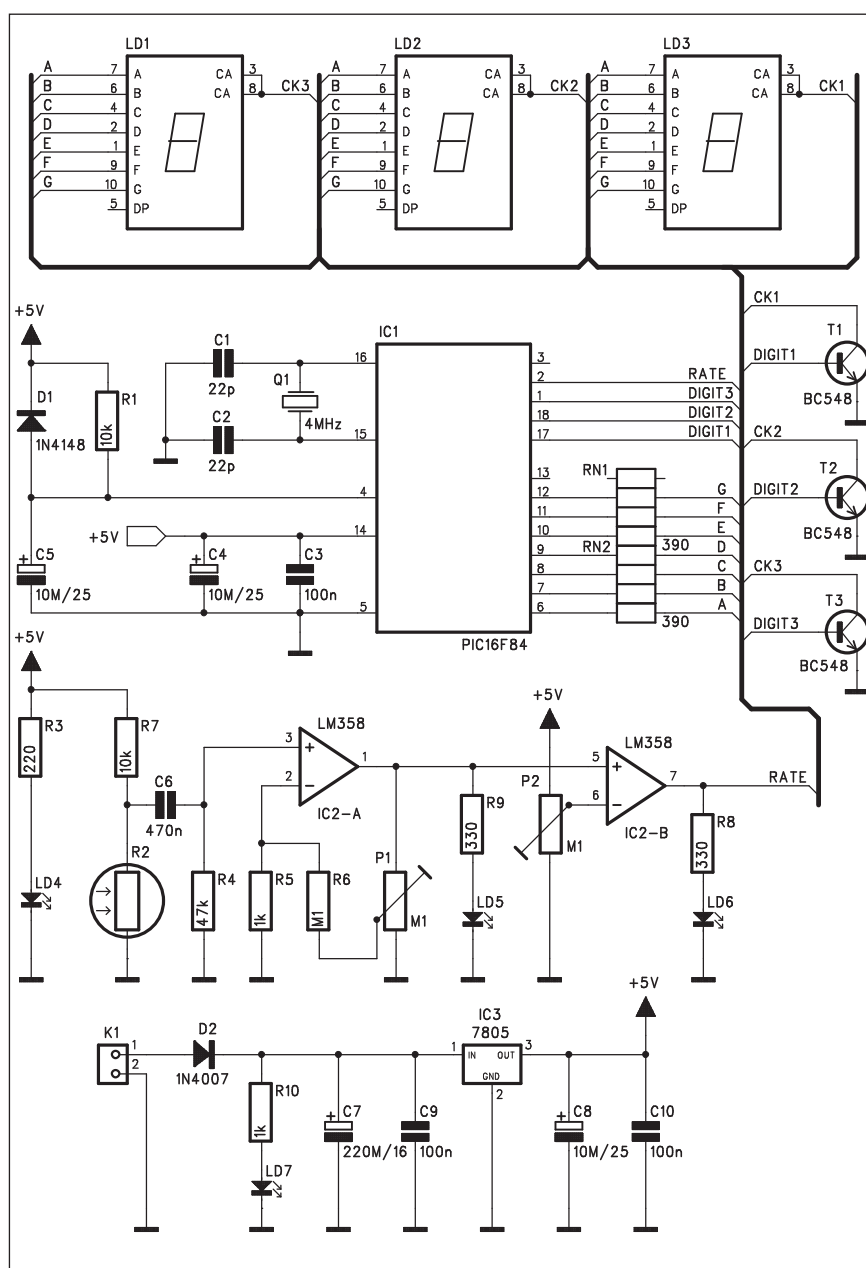 LD1
LD2
LD3
A 7 A CA 3
B 6 B CA 8 CK3
C 4 C
D 2 D
E 1 E
F 9 F
G 10 G
5 DP
A 7 A CA 3
B 6 B CA 8 CK2
C 4 C
D 2 D
E 1 E
F 9 F
G 10 G
5 DP
A 7 A CA 3
B 6 B CA 8 CK1
C 4 C
D 2 D
E 1 E
F 9 F
G 10 G
5 DP
+5V
D1
1N4148
R1
10k
C1
22p
C2
22p
Q1
4MHz
IC1
16
15
4
14
5
3
2 RATE
1 DIGIT3
18 DIGIT2
17 DIGIT1
13 RN1
12 G
11 F
10 E
390
9 RN2 D
8 C
7 B
6 A
390
PIC16F84
CK1
T1
DIGIT1
BC548
CK2
T2
DIGIT2
BC548
CK3
T3
DIGIT3
BC548
+5V
+
C5
10M/25
+
C4
10M/25
C3
100n
+5V
R3
220
R7
10k
C6
470n
R2
LD4
R4
47k
R5
1k
R6
M1
P1
M1
LM358
3 +
1
2 −
IC2-A
R9
330
LD5
+5V
P2
M1
LM358
5 +
7
6 −
IC2-B
RATE
R8
330
LD6
K1
1
2
D2
1N4007
R10
1k
LD7
+
C7
220M/16
C9
100n
IC3
7805
1 IN OUT 3
GND
2
+
C8
10M/25
+5V
C10
100n